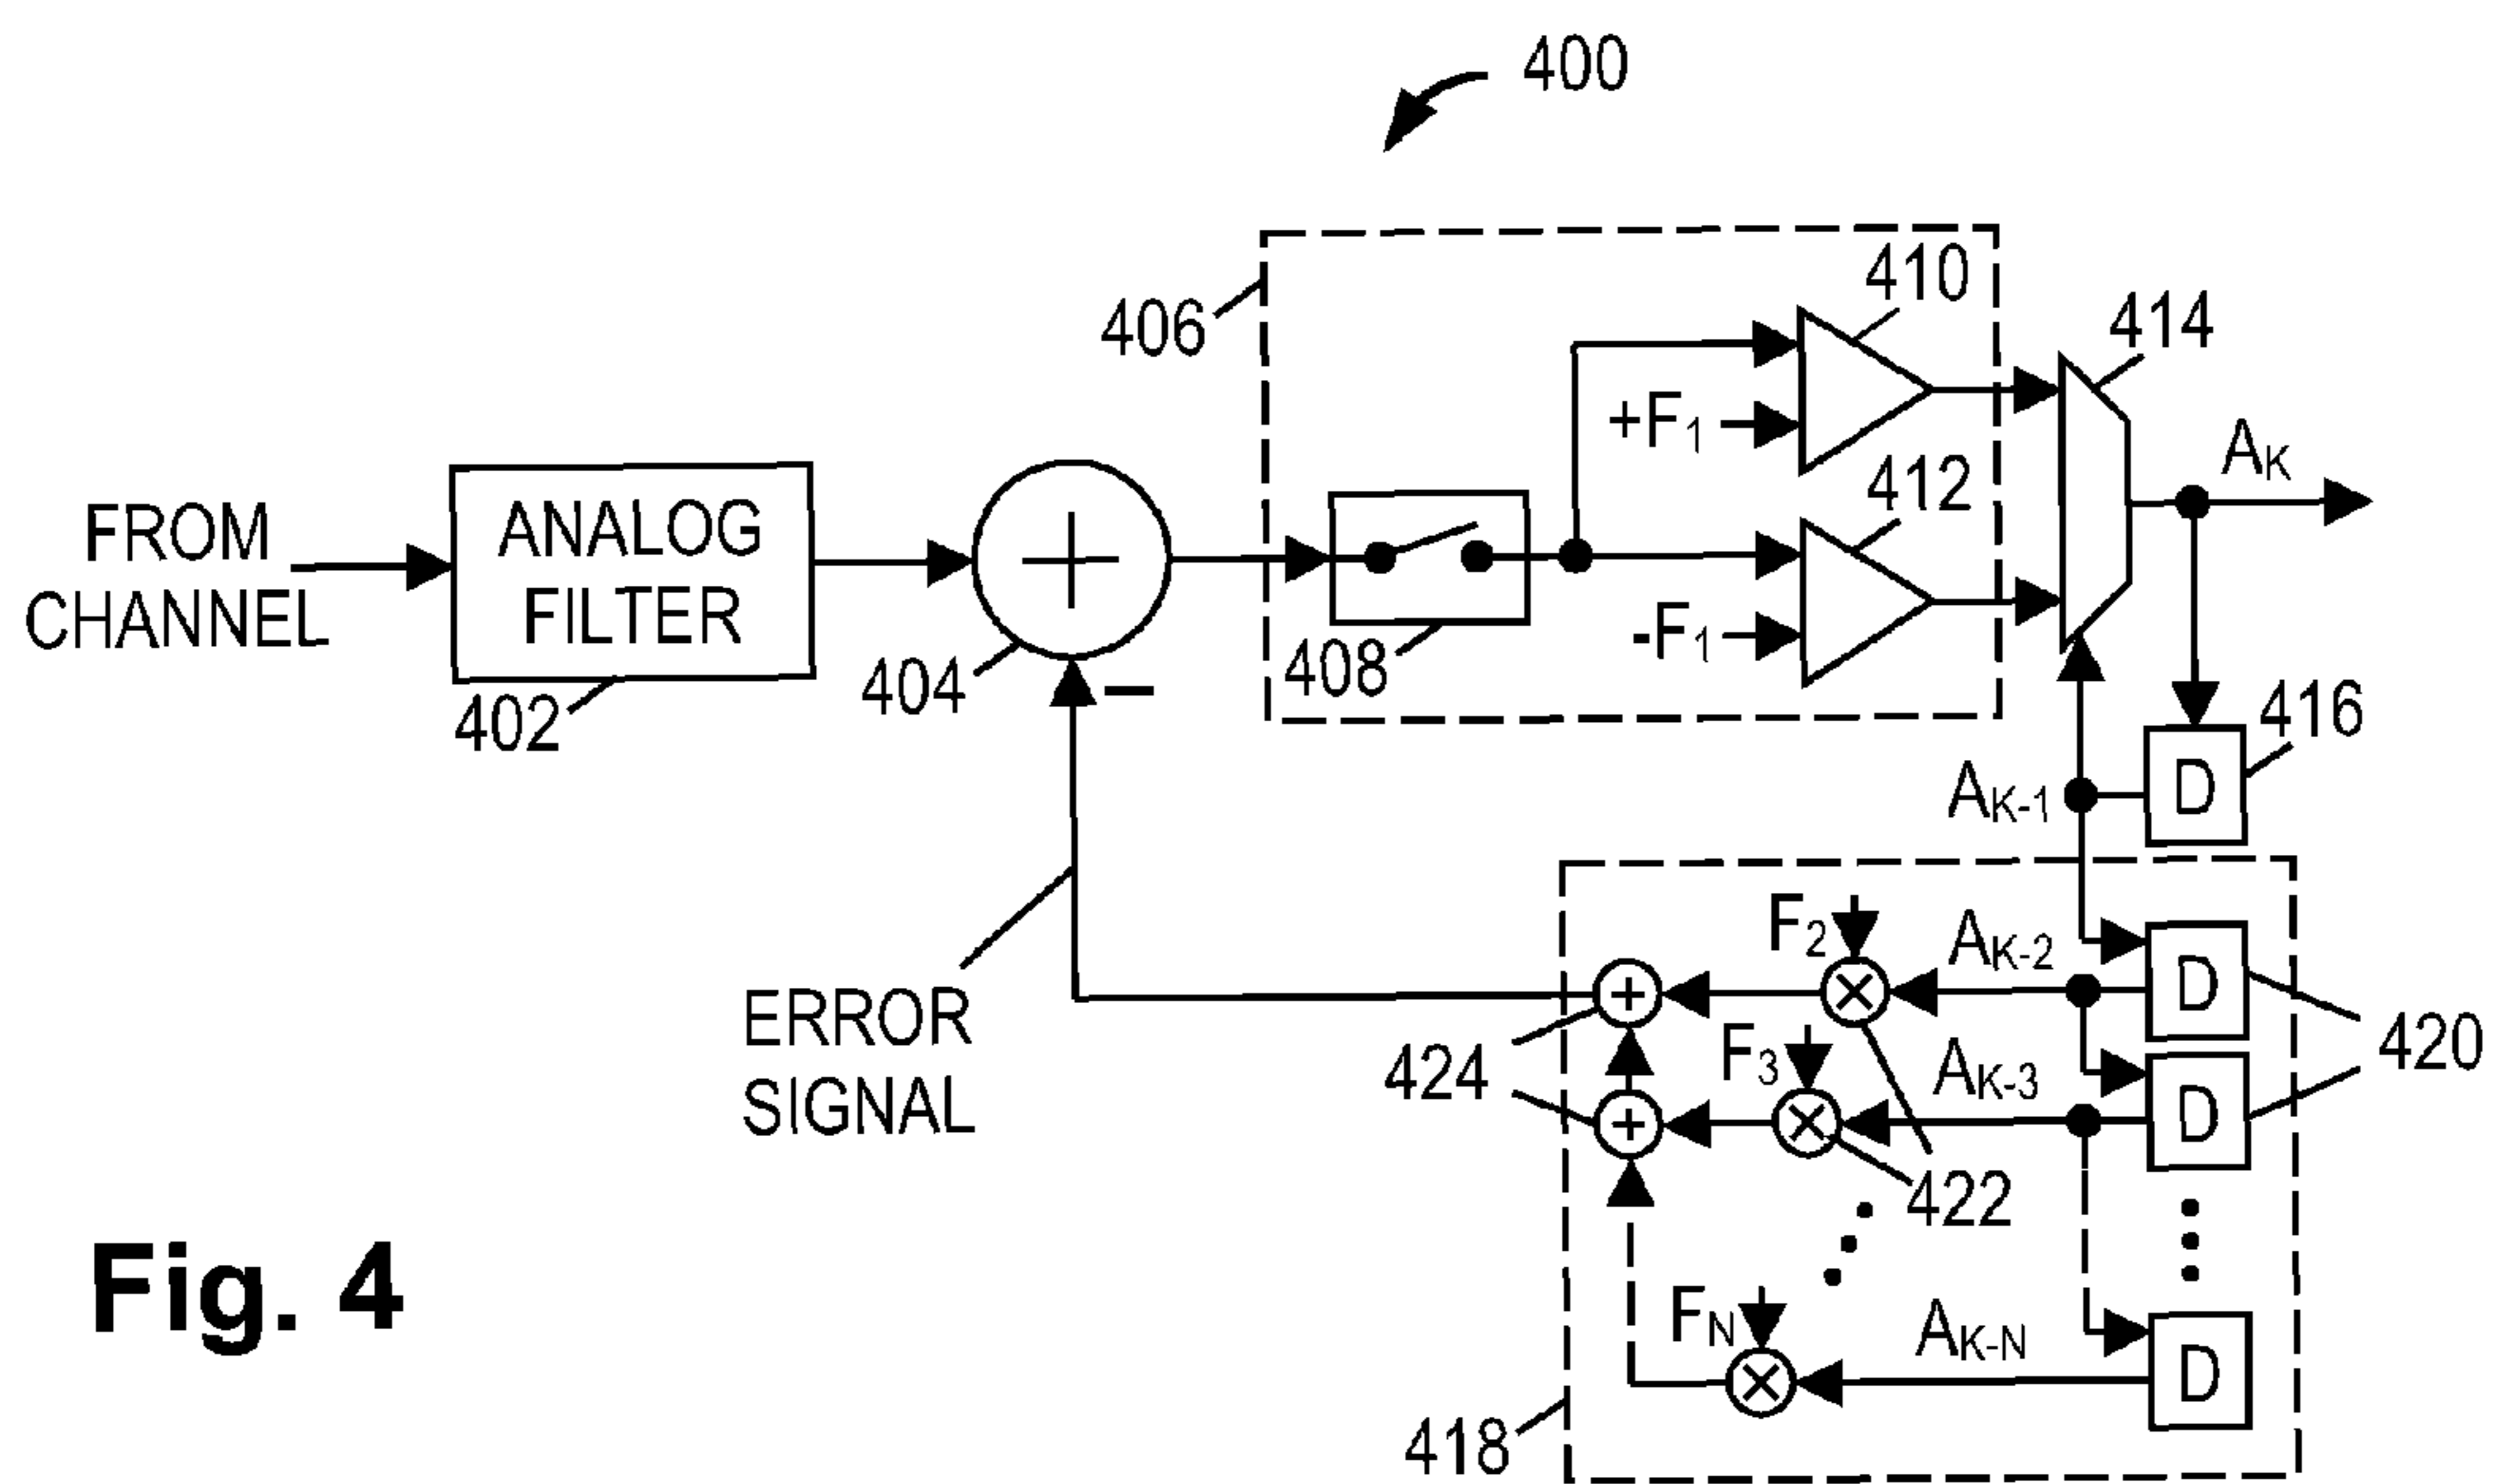 400
406
410
414
+F1
AK
412
FROM
CHANNEL
ANALOG
FILTER
+
-F1
408
404
402
−
416
AK-1
D
F2
AK-2
D
ERROR
SIGNAL
+
×
424
F3
AK-3
420
D
+
×
422
Fig. 4
FN
AK-N
×
D
418